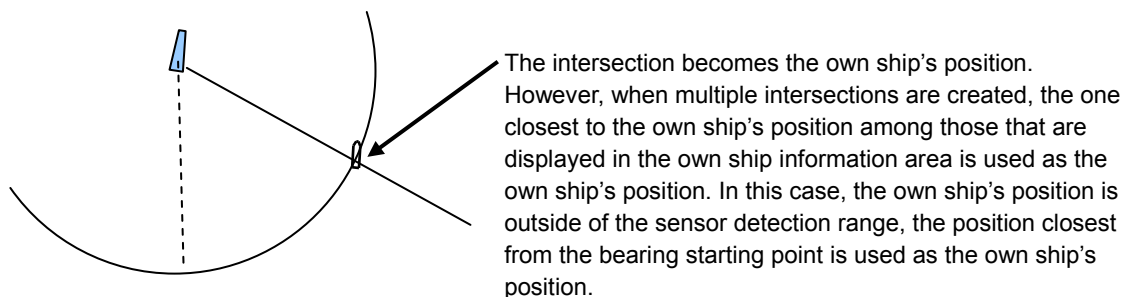 The intersection becomes the own ship's position.
However, when multiple intersections are created, the one
closest to the own ship's position among those that are
displayed in the own ship information area is used as the
own ship's position. In this case, the own ship's position is
outside of the sensor detection range, the position closest
from the bearing starting point is used as the own ship's
position.